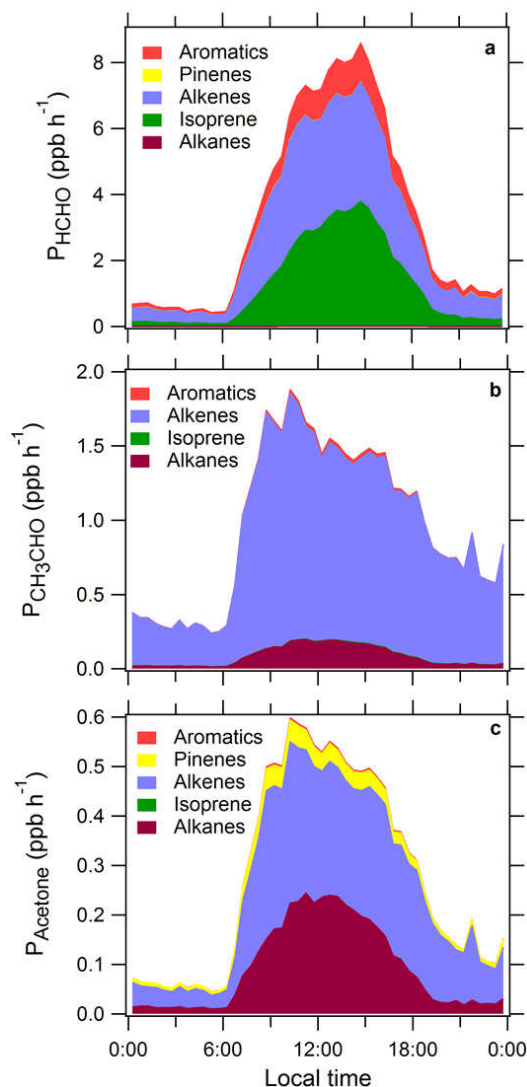 a
Aromatics
Pinenes
Alkenes
Isoprene
Alkanes
P_HCHO (ppb h⁻¹)
8
6
4
2
0
b
Aromatics
Alkenes
Isoprene
Alkanes
P_CH₃CHO (ppb h⁻¹)
2.0
1.5
1.0
0.5
0.0
c
Aromatics
Pinenes
Alkenes
Isoprene
Alkanes
P_Acetone (ppb h⁻¹)
0.6
0.5
0.4
0.3
0.2
0.1
0.0
0:00 6:00 12:00 18:00 0:00
Local time